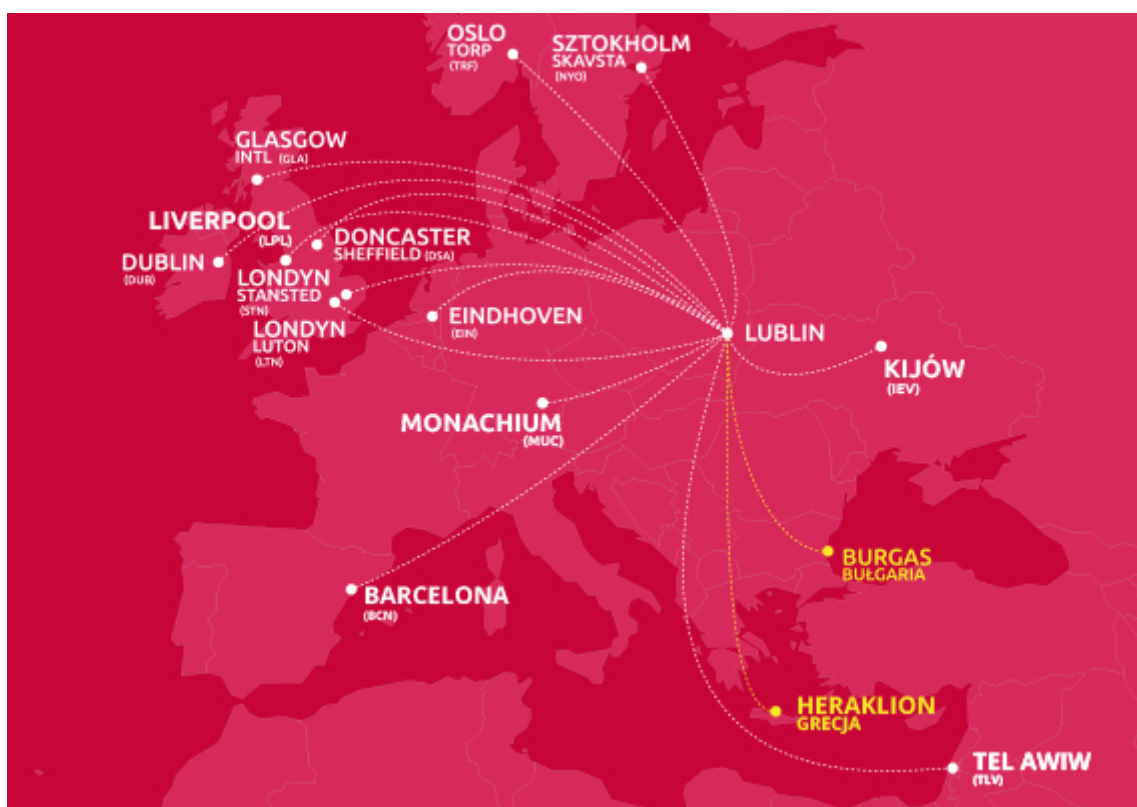 OSLO
TORP
(TRF)
SZTOKHOLM
SKAVSTA
(NYO)
GLASGOW
INTL (GLA)
LIVERPOOL
(LPL)
DONCASTER
SHEFFIELD (DSA)
DUBLIN
(DUB)
LONDYN
STANSTED
(STN)
LONDYN
LUTON
(LTN)
EINDHOVEN
(EIN)
LUBLIN
KIJÓW
(IEV)
MONACHIUM
(MUC)
BURGAS
BUŁGARIA
BARCELONA
(BCN)
HERAKLION
GRECJA
TEL AWIW
(TLV)